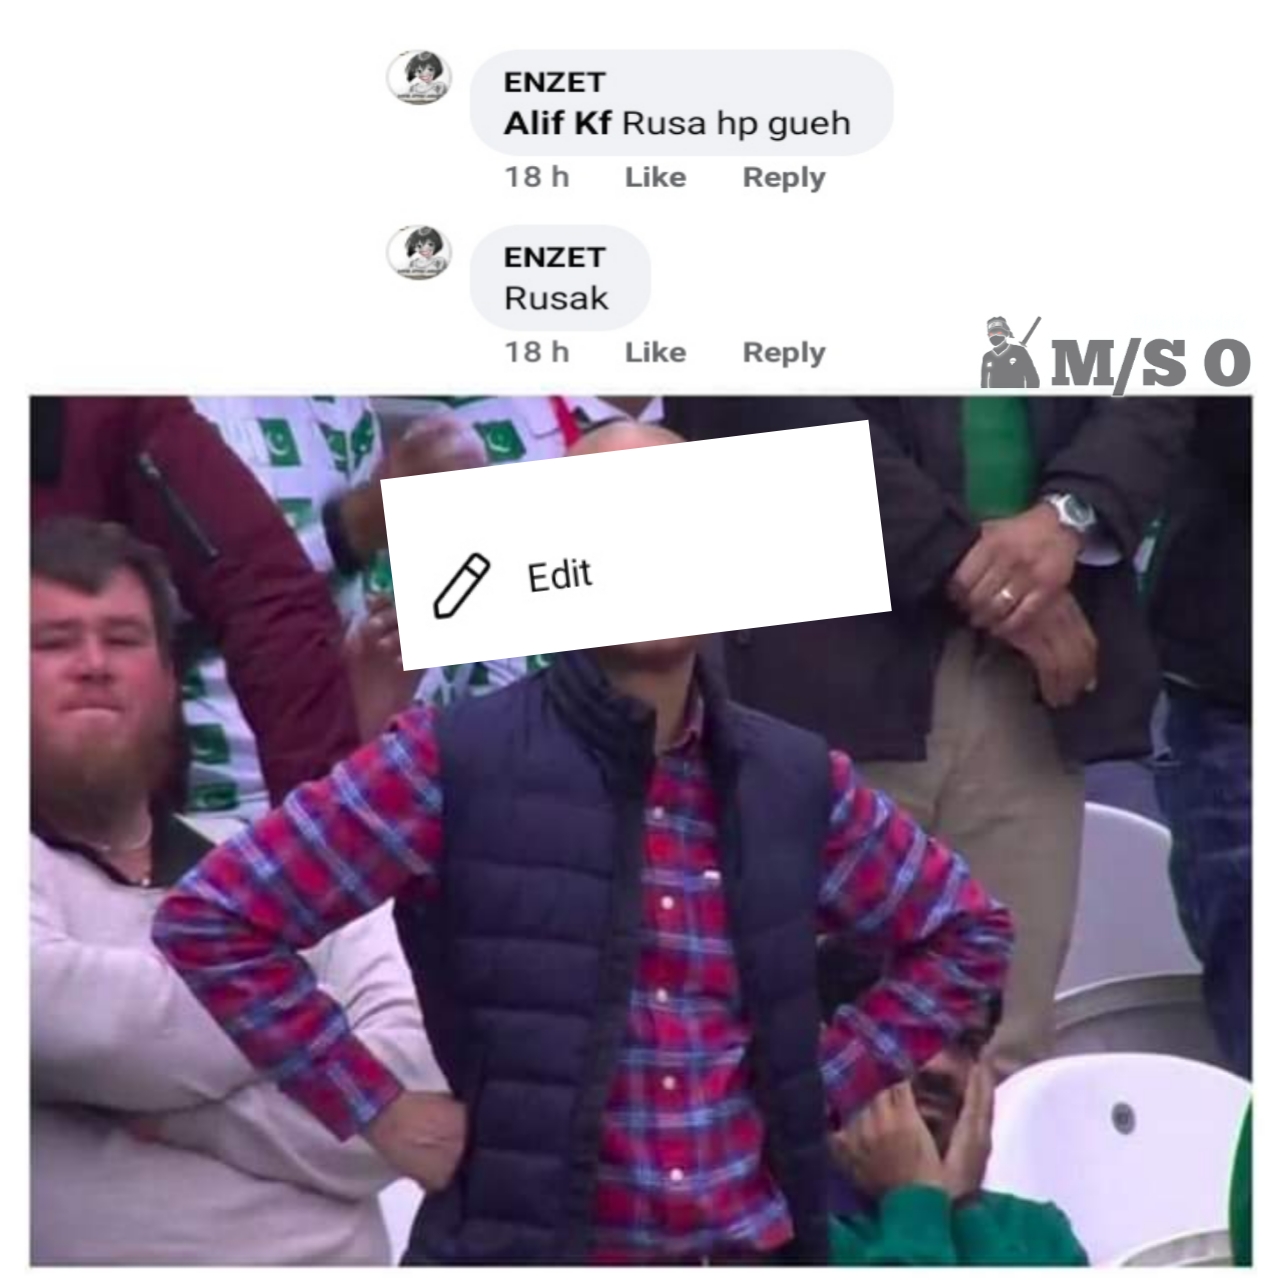 ENZET
Alif Kf Rusa hp gueh
18 h Like Reply
ENZET
Rusak
18 h Like Reply
M/S O
Edit